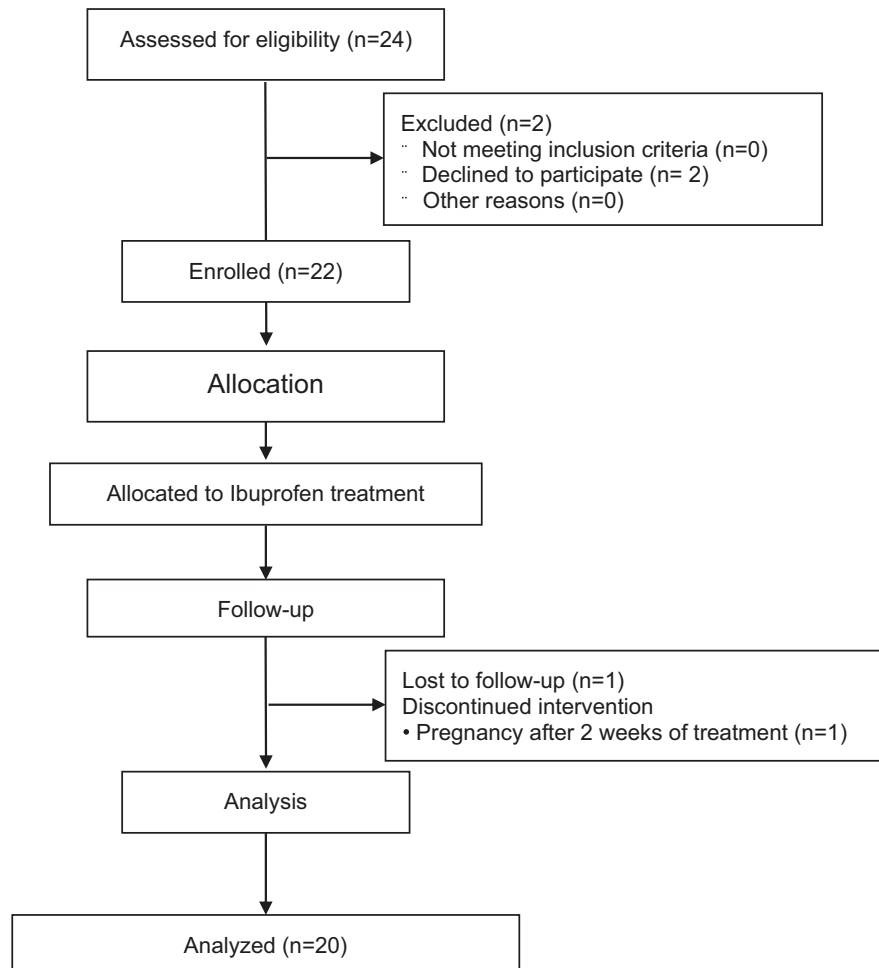 Assessed for eligibility (n=24)
Excluded (n=2)
¨ Not meeting inclusion criteria (n=0)
¨ Declined to participate (n= 2)
¨ Other reasons (n=0)
Enrolled (n=22)
Allocation
Allocated to Ibuprofen treatment
Follow-up
Lost to follow-up (n=1)
Discontinued intervention
• Pregnancy after 2 weeks of treatment (n=1)
Analysis
Analyzed (n=20)